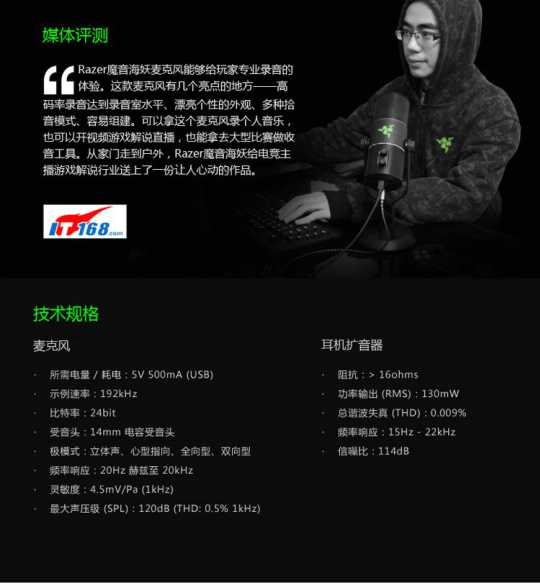 媒体评测
Razer魔音海妖麦克风能够给玩家专业录音的
体验。这款麦克风有几个亮点的地方——高
码率录音达到录音室水平、漂亮个性的外观、多种拾
音模式、容易组建。可以拿这个麦克风录个人音乐，
也可以开视频游戏解说直播，也能拿去大型比赛做收
音工具。从家门走到户外，Razer魔音海妖给电竞主
播游戏解说行业送上了一份让人心动的作品。
IT168.com
技术规格
麦克风
· 所需电量 / 耗电：5V 500mA (USB)
· 示例速率：192kHz
· 比特率：24bit
· 受音头：14mm 电容受音头
· 极模式：立体声、心型指向、全向型、双向型
· 频率响应：20Hz 赫兹至 20kHz
· 灵敏度：4.5mV/Pa (1kHz)
· 最大声压级 (SPL)：120dB (THD: 0.5% 1kHz)
耳机扩音器
· 阻抗：> 16ohms
· 功率输出 (RMS)：130mW
· 总谐波失真 (THD)：0.009%
· 频率响应：15Hz - 22kHz
· 信噪比：114dB